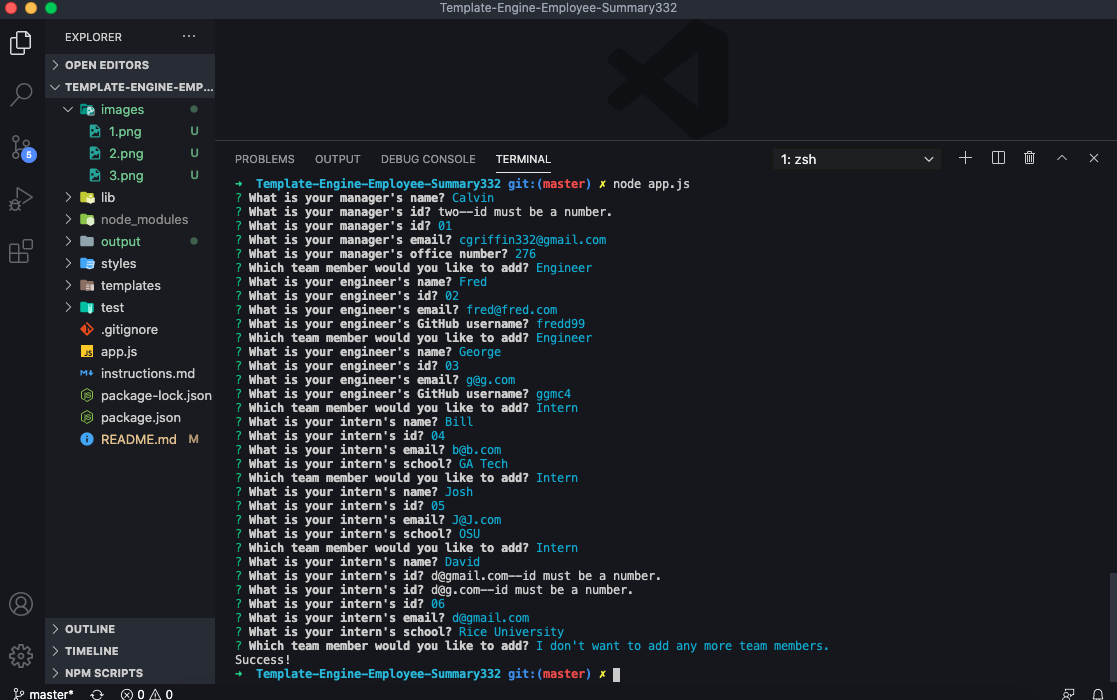 Template-Engine-Employee-Summary332
EXPLORER ...
OPEN EDITORS
TEMPLATE-ENGINE-EMP...
images
1.png U
2.png U
3.png U
lib
node_modules
output
styles
templates
test
.gitignore
JS app.js
M↓ instructions.md
package-lock.json
package.json
README.md M
OUTLINE
TIMELINE
NPM SCRIPTS
5
PROBLEMS OUTPUT DEBUG CONSOLE TERMINAL 1: zsh
➜ Template-Engine-Employee-Summary332 git:(master) ✗ node app.js
? What is your manager's name? Calvin
? What is your manager's id? two--id must be a number.
? What is your manager's id? 01
? What is your manager's email? cgriffin332@gmail.com
? What is your manager's office number? 276
? Which team member would you like to add? Engineer
? What is your engineer's name? Fred
? What is your engineer's id? 02
? What is your engineer's email? fred@fred.com
? What is your engineer's GitHub username? fredd99
? Which team member would you like to add? Engineer
? What is your engineer's name? George
? What is your engineer's id? 03
? What is your engineer's email? g@g.com
? What is your engineer's GitHub username? ggmc4
? Which team member would you like to add? Intern
? What is your intern's name? Bill
? What is your intern's id? 04
? What is your intern's email? b@b.com
? What is your intern's school? GA Tech
? Which team member would you like to add? Intern
? What is your intern's name? Josh
? What is your intern's id? 05
? What is your intern's email? J@J.com
? What is your intern's school? OSU
? Which team member would you like to add? Intern
? What is your intern's name? David
? What is your intern's id? d@gmail.com--id must be a number.
? What is your intern's id? d@g.com--id must be a number.
? What is your intern's id? 06
? What is your intern's email? d@gmail.com
? What is your intern's school? Rice University
? Which team member would you like to add? I don't want to add any more team members.
Success!
➜ Template-Engine-Employee-Summary332 git:(master) ✗
master* 0 0